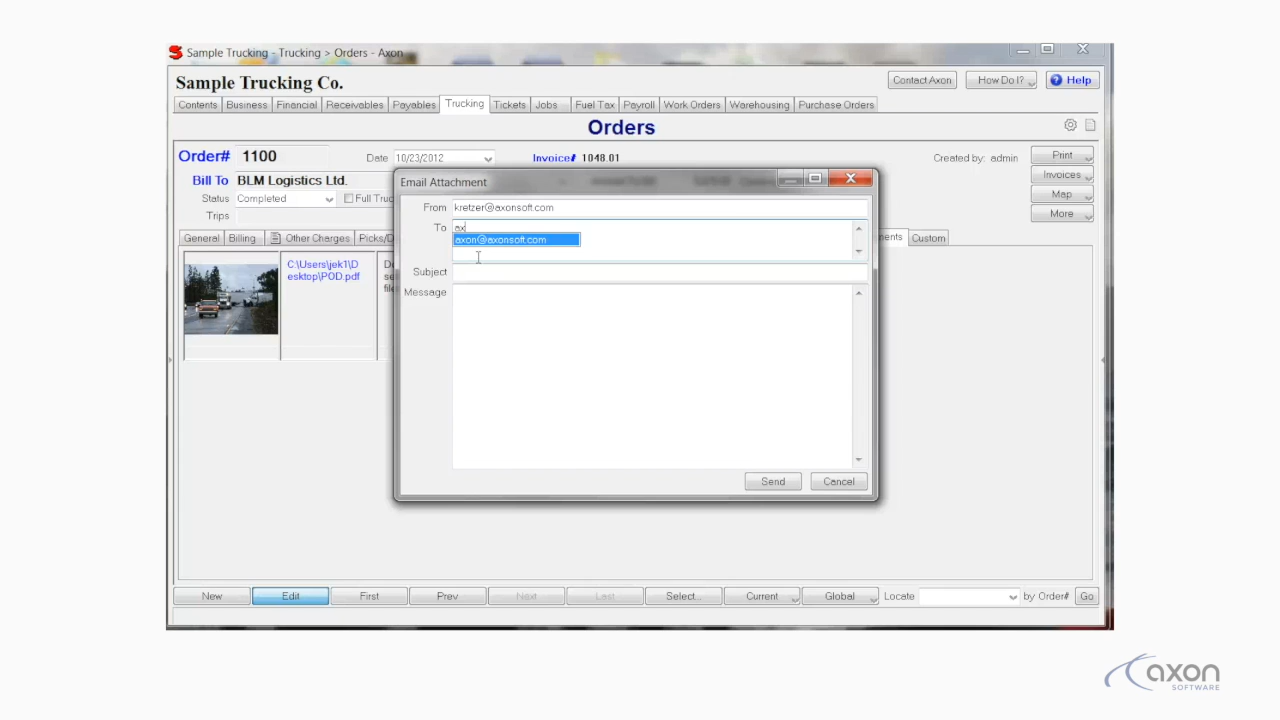 Sample Trucking - Trucking > Orders - Axon
Sample Trucking Co.
Contact Axon
How Do I?
Help
Contents Business Financial Receivables Payables Trucking Tickets Jobs Fuel Tax Payroll Work Orders Warehousing Purchase Orders
Orders
Order# 1100
Date 10/23/2012
Invoice# 1048.01
Created by: admin
Print
Bill To BLM Logistics Ltd.
Invoices
Status Completed
Full Truc
Map
Trips
More
General Billing Other Charges Picks/D
nents Custom
C:\Users\jek1\D
esktop\POD.pdf
De
se
file
Email Attachment
From kretzer@axonsoft.com
To ax
axon@axonsoft.com
Subject
Message
Send Cancel
New Edit First Prev Next Last Select... Current Global Locate by Order# Go
axon
SOFTWARE